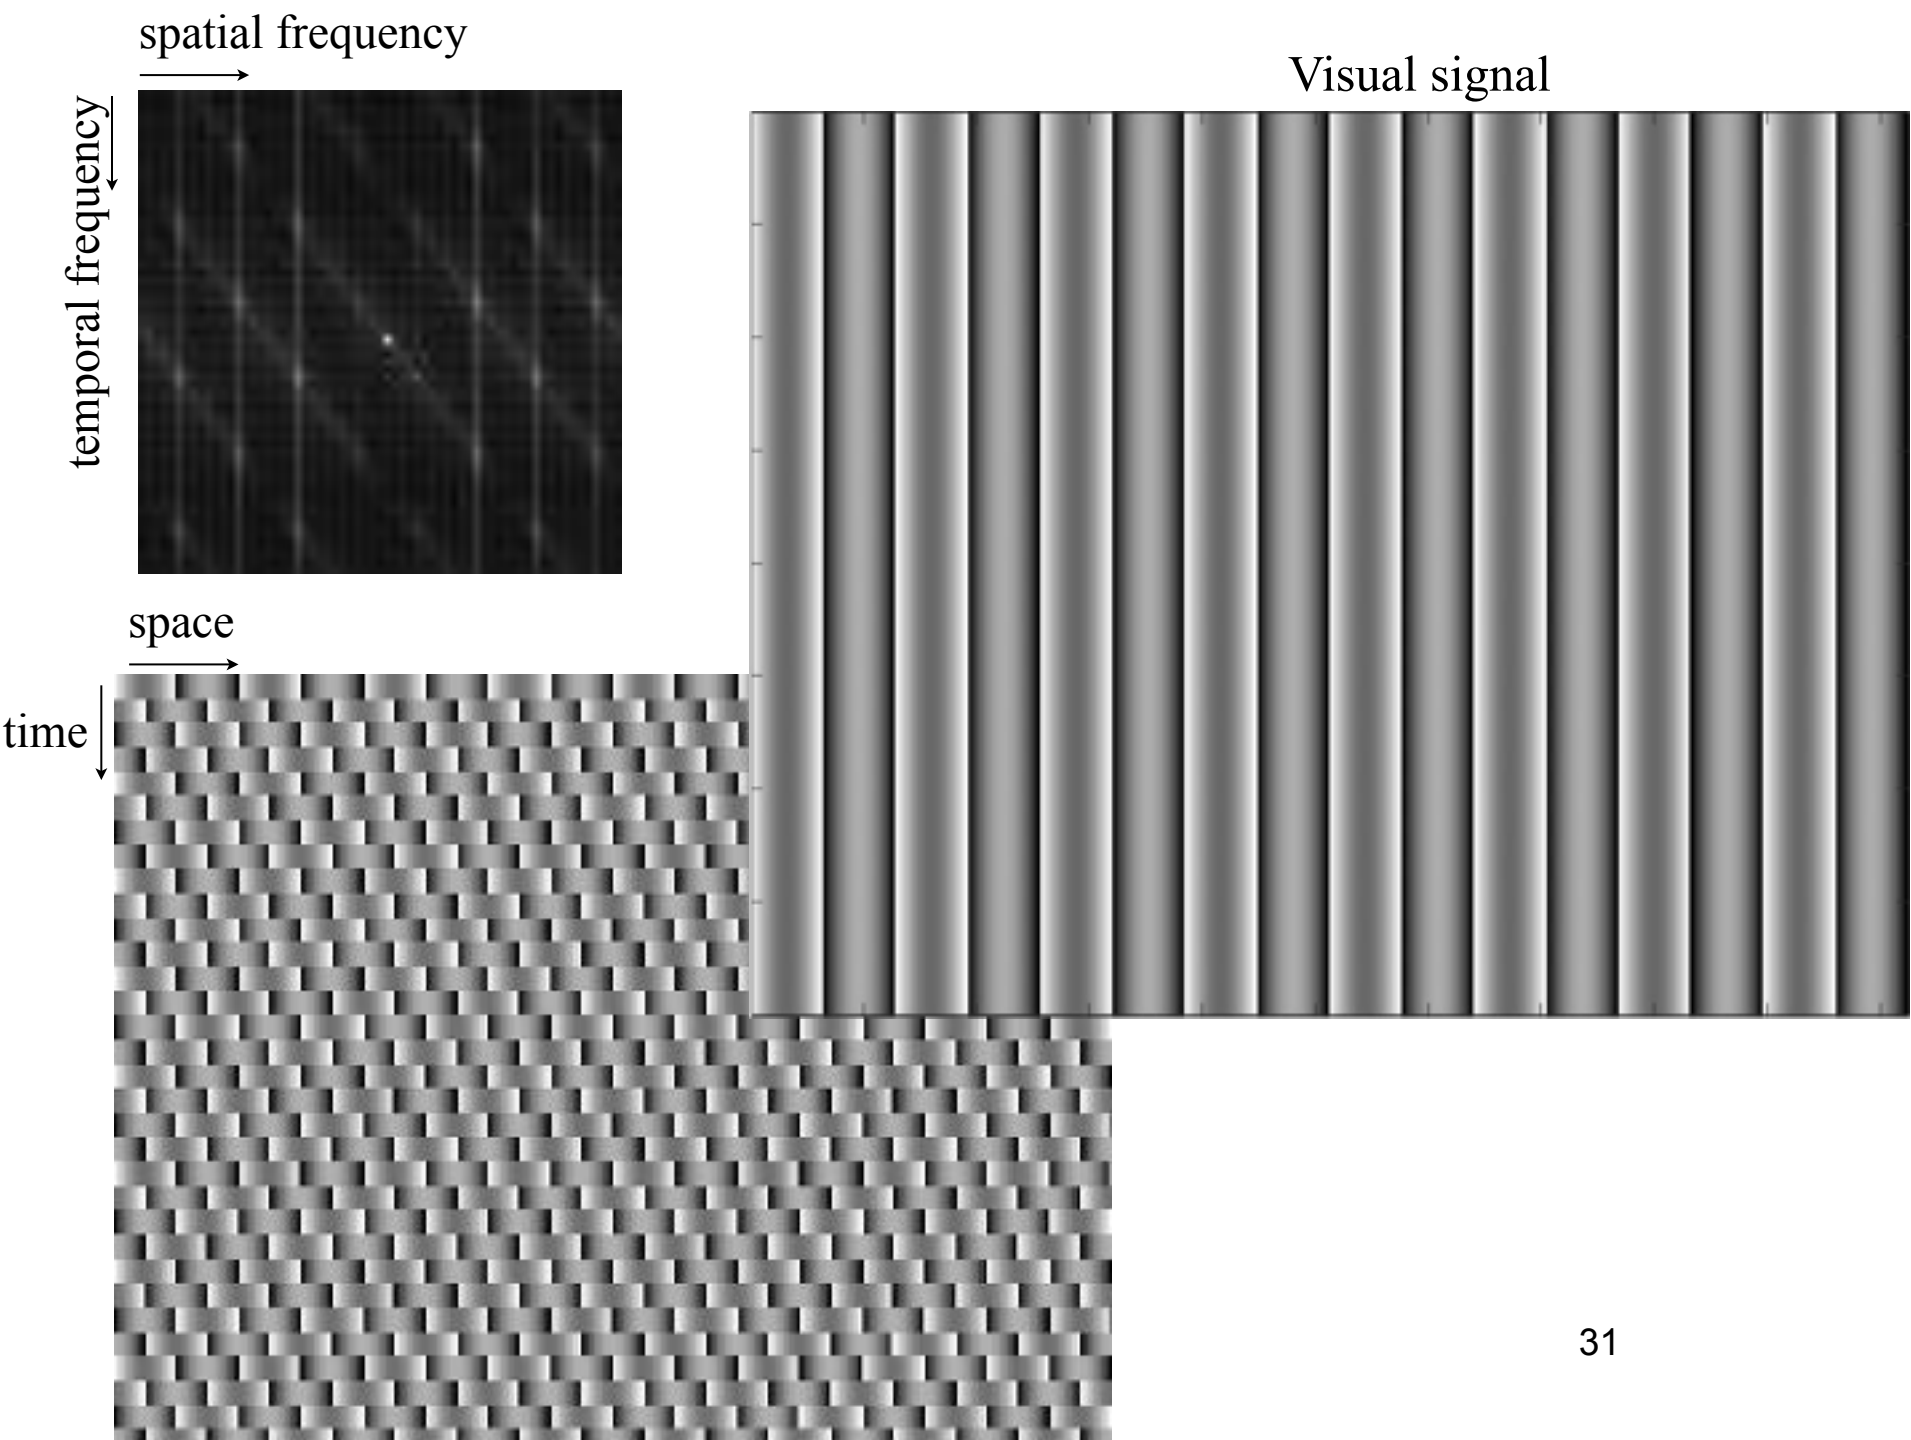 spatial frequency
temporal frequency
Visual signal
space
time
31